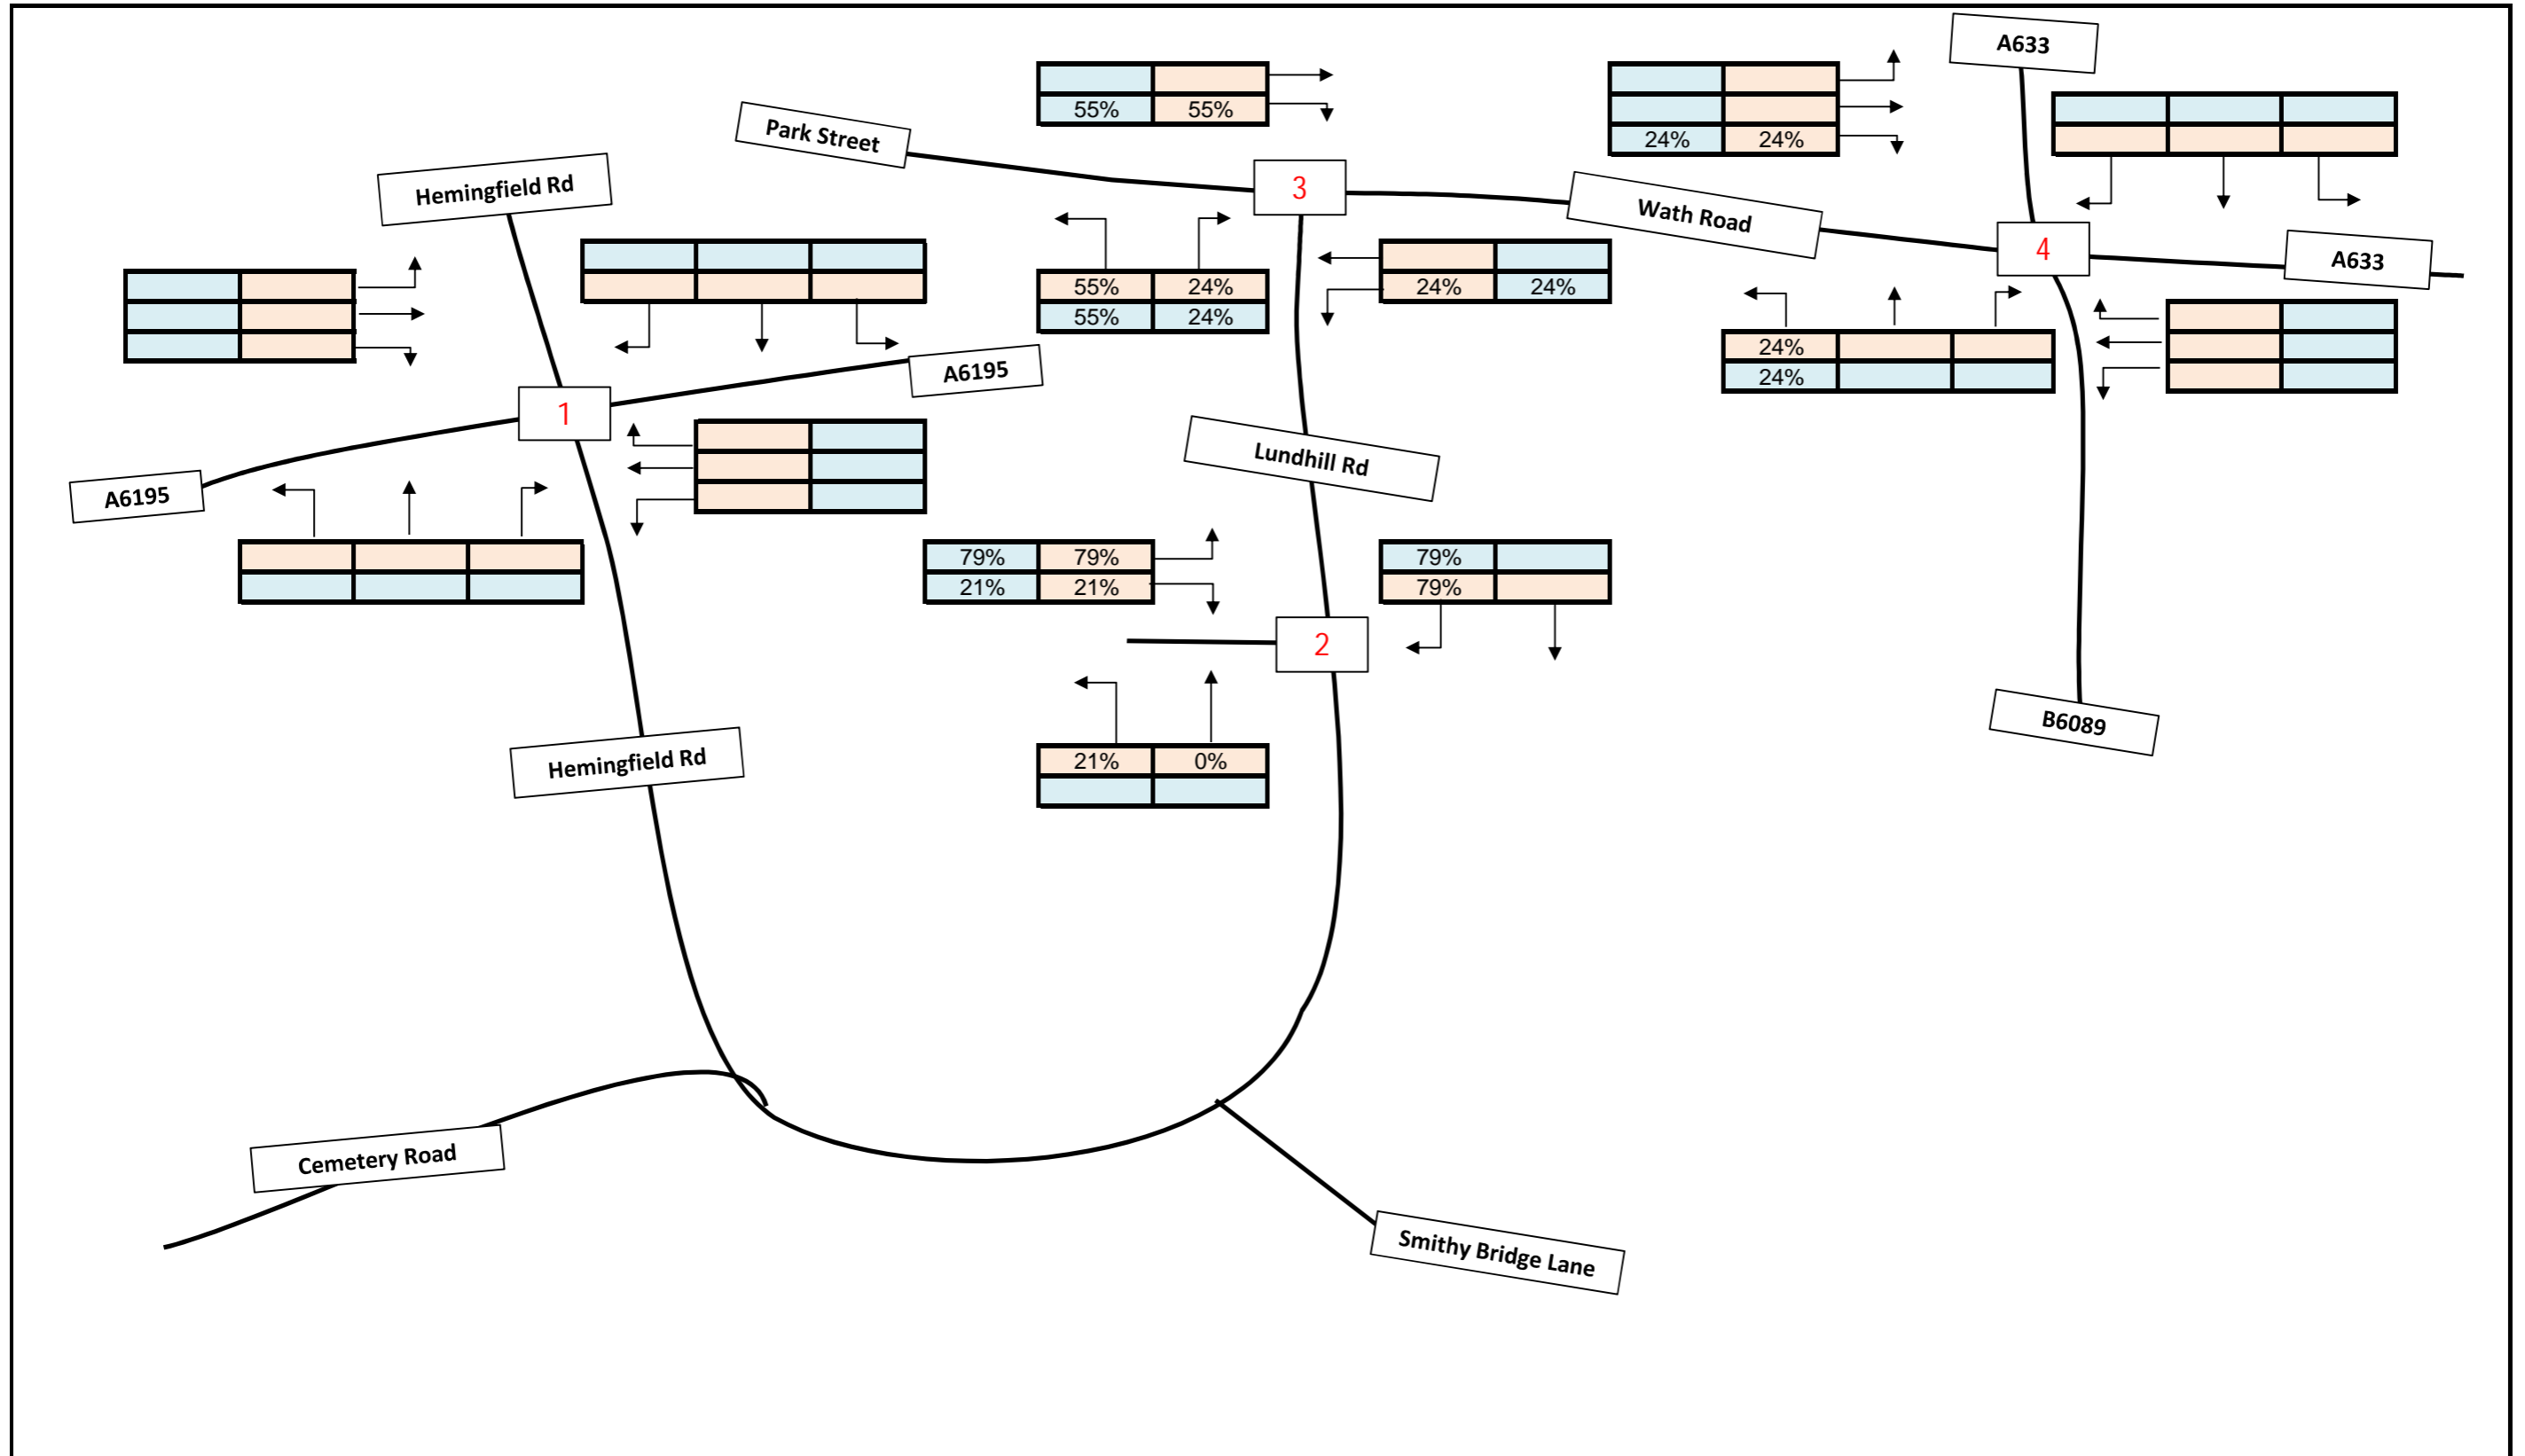 A633
55% 55%
24% 24%
Park Street
Hemingfield Rd
3
Wath Road
4
A633
55% 24%
55% 24%
24% 24%
24%
24%
A6195
1
A6195
Lundhill Rd
79% 79%
21% 21%
79%
79%
2
B6089
Hemingfield Rd
21% 0%
Cemetery Road
Smithy Bridge Lane